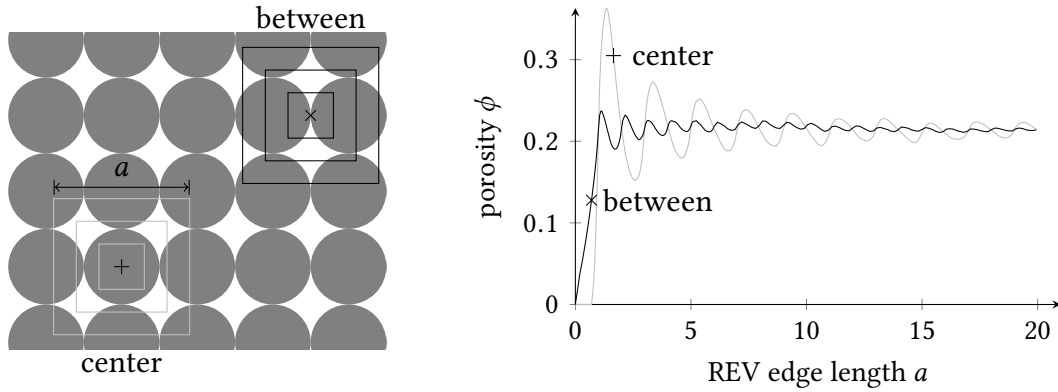 between
a
center
0.3
0.2
0.1
0
porosity ϕ
center
between
0
5
10
15
20
REV edge length a